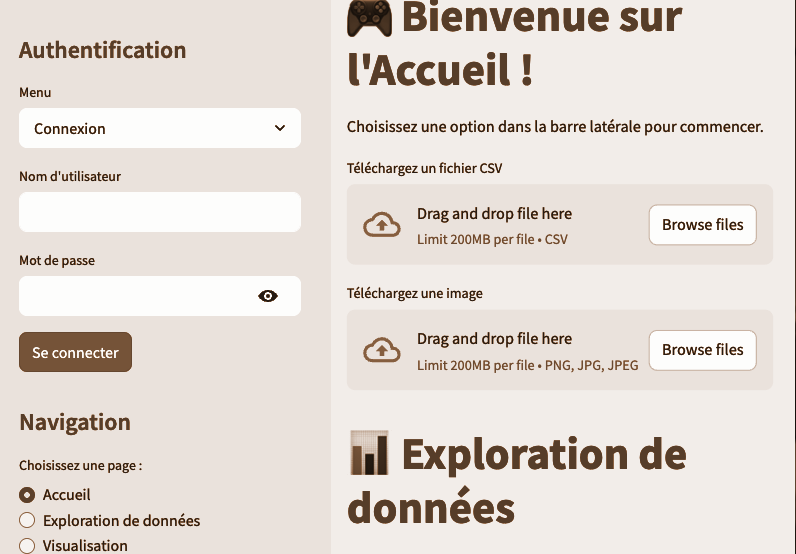 Authentification
Menu
Connexion
Nom d'utilisateur
Mot de passe
Se connecter
Navigation
Choisissez une page :
Accueil
Exploration de données
Visualisation
Bienvenue sur
l'Accueil !
Choisissez une option dans la barre latérale pour commencer.
Téléchargez un fichier CSV
Drag and drop file here
Limit 200MB per file • CSV
Browse files
Téléchargez une image
Drag and drop file here
Limit 200MB per file • PNG, JPG, JPEG
Browse files
Exploration de
données